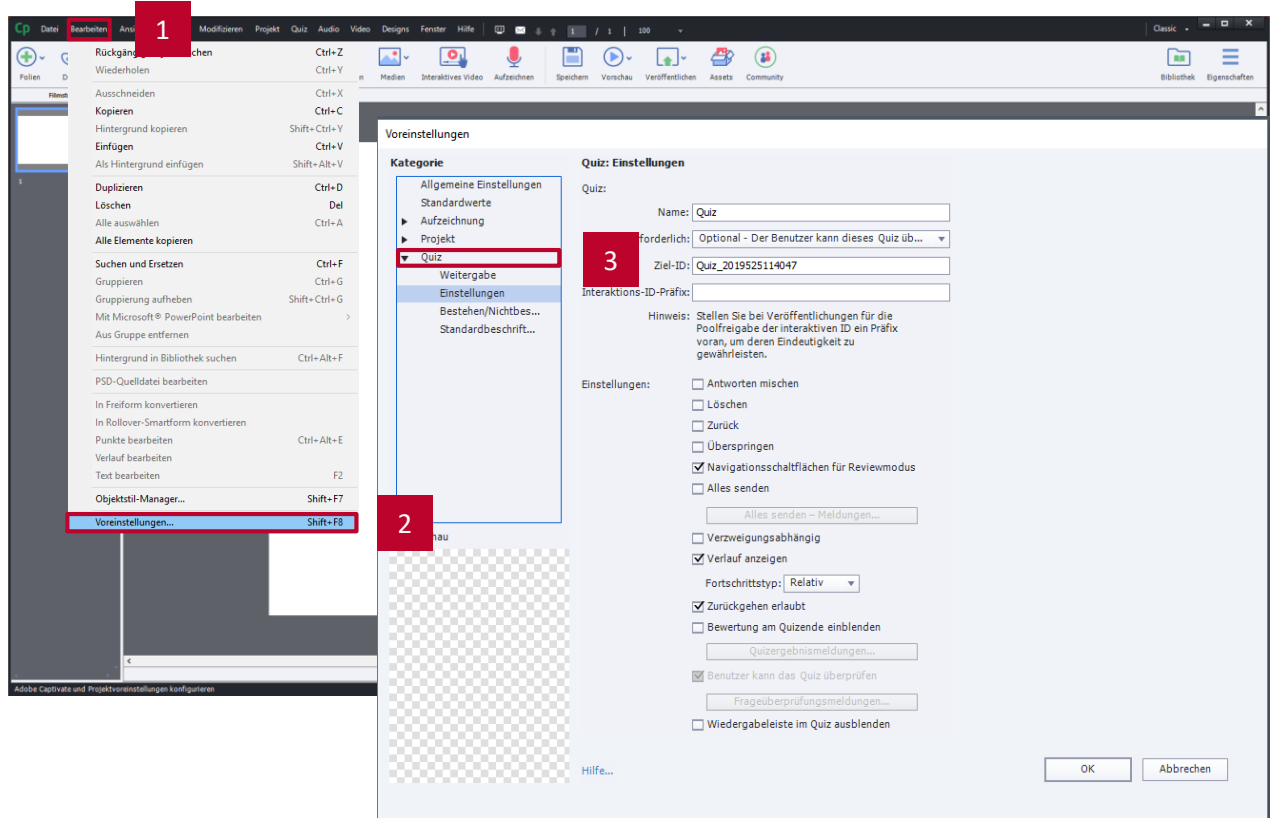 Cp Datei Bearbeiten Modifizieren Projekt Quiz Audio Video Designs Fenster Hilfe 1 / 1 100 Classic
1
Folien Medien Interaktives Video Aufzeichnen Speichern Vorschau Veröffentlichen Assets Community Bibliothek Eigenschaften
Ctrl+Z
Wiederholen Ctrl+Y
Ausschneiden Ctrl+X
Kopieren Ctrl+C
Hintergrund kopieren Shift+Ctrl+Y
Einfügen Ctrl+V
Als Hintergrund einfügen Shift+Alt+V
Duplizieren Ctrl+D
Löschen Del
Alle auswählen Ctrl+A
Alle Elemente kopieren
Suchen und Ersetzen Ctrl+F
Gruppieren Ctrl+G
Gruppierung aufheben Shift+Ctrl+G
Mit Microsoft® PowerPoint bearbeiten >
Aus Gruppe entfernen
Hintergrund in Bibliothek suchen Ctrl+Alt+F
PSD-Quelldatei bearbeiten
In Freiform konvertieren
In Rollover-Smartform konvertieren
Punkte bearbeiten Ctrl+Alt+E
Verlauf bearbeiten
Text bearbeiten F2
Objektstil-Manager... Shift+F7
Voreinstellungen... Shift+F8
1
Adobe Captivate und Projektvoreinstellungen konfigurieren
2
Voreinstellungen
Kategorie
Allgemeine Einstellungen
Standardwerte
Aufzeichnung
Projekt
Quiz
Weitergabe
Einstellungen
Bestehen/Nichtbes...
Standardbeschrift...
3
Quiz: Einstellungen
Quiz:
Name: Quiz
forderlich: Optional - Der Benutzer kann dieses Quiz üb...
Ziel-ID: Quiz_2019525114047
Interaktions-ID-Präfix:
Hinweis: Stellen Sie bei Veröffentlichungen für die
Poolfreigabe der interaktiven ID ein Präfix
voran, um deren Eindeutigkeit zu
gewährleisten.
Einstellungen: Antworten mischen
Löschen
Zurück
Überspringen
Navigationsschaltflächen für Reviewmodus
Alles senden
Alles senden – Meldungen...
Verzweigungsabhängig
Verlauf anzeigen
Fortschrittstyp: Relativ
Zurückgehen erlaubt
Bewertung am Quizende einblenden
Quizergebnismeldungen...
Benutzer kann das Quiz überprüfen
Frageüberprüfungsmeldungen...
Wiedergabeleiste im Quiz ausblenden
Hilfe... OK Abbrechen